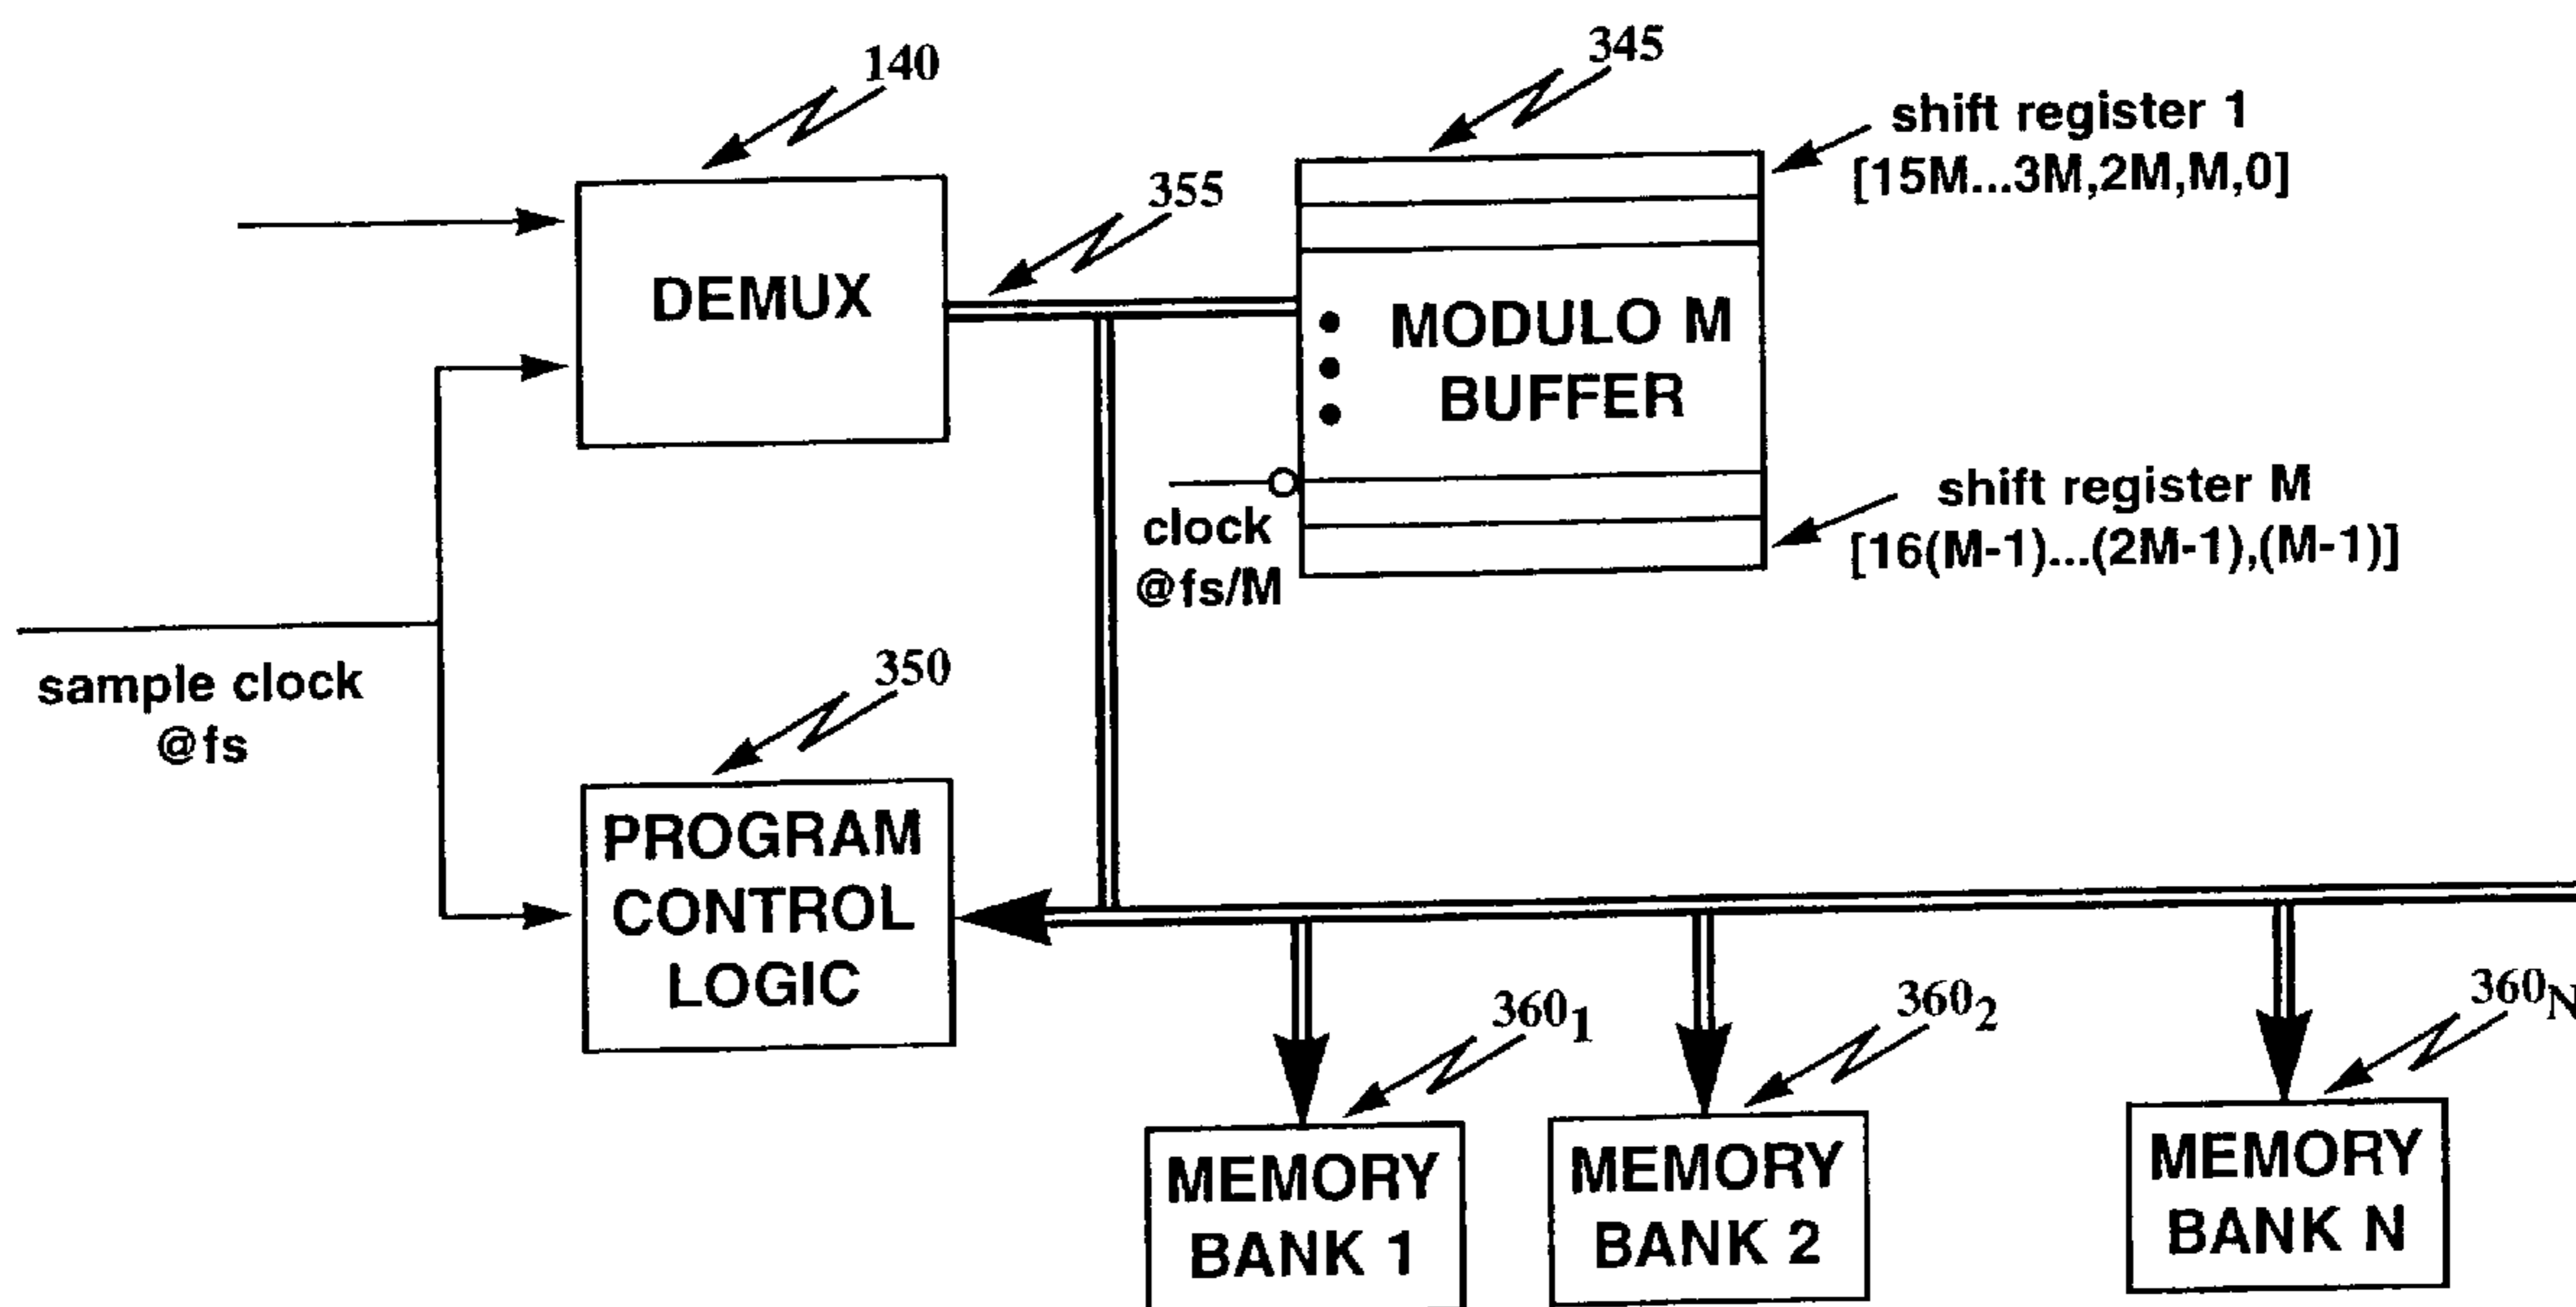 140
345
shift register 1
[15M...3M,2M,M,0]
355
DEMUX
MODULO M
BUFFER
shift register M
[16(M-1)...(2M-1),(M-1)]
clock
@fs/M
sample clock
@fs
350
PROGRAM
CONTROL
LOGIC
360₁
360₂
360N
MEMORY
BANK 1
MEMORY
BANK 2
MEMORY
BANK N